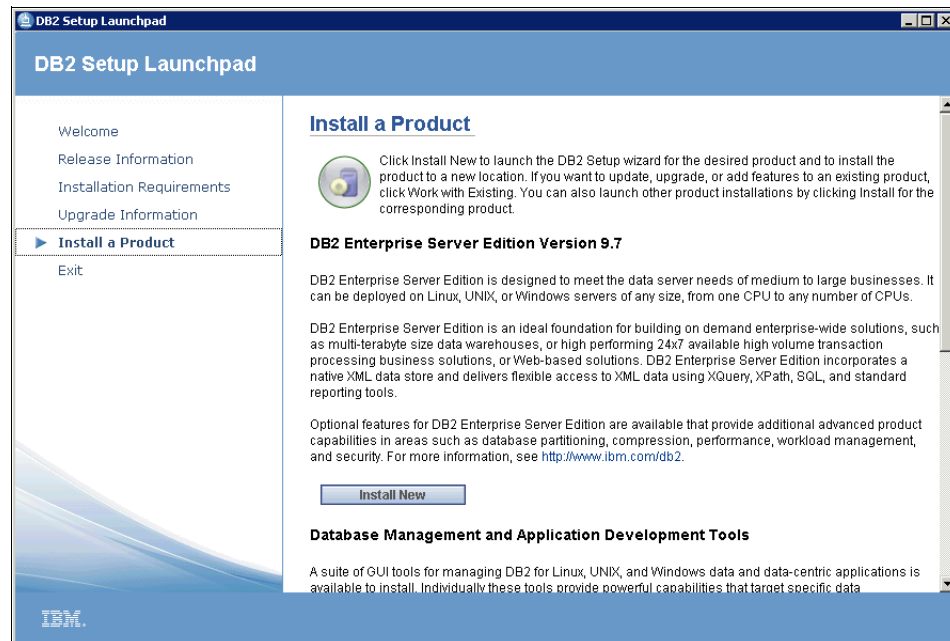 DB2 Setup Launchpad
DB2 Setup Launchpad
Welcome
Release Information
Installation Requirements
Upgrade Information
Install a Product
Exit
Install a Product
Click Install New to launch the DB2 Setup wizard for the desired product and to install the
product to a new location. If you want to update, upgrade, or add features to an existing product,
click Work with Existing. You can also launch other product installations by clicking Install for the
corresponding product.
DB2 Enterprise Server Edition Version 9.7
DB2 Enterprise Server Edition is designed to meet the data server needs of medium to large businesses. It
can be deployed on Linux, UNIX, or Windows servers of any size, from one CPU to any number of CPUs.
DB2 Enterprise Server Edition is an ideal foundation for building on demand enterprise-wide solutions, such
as multi-terabyte size data warehouses, or high performing 24x7 available high volume transaction
processing business solutions, or Web-based solutions. DB2 Enterprise Server Edition incorporates a
native XML data store and delivers flexible access to XML data using XQuery, XPath, SQL, and standard
reporting tools.
Optional features for DB2 Enterprise Server Edition are available that provide additional advanced product
capabilities in areas such as database partitioning, compression, performance, workload management,
and security. For more information, see http://www.ibm.com/db2.
Install New
Database Management and Application Development Tools
A suite of GUI tools for managing DB2 for Linux, UNIX, and Windows data and data-centric applications is
available to install. Individually these tools provide powerful capabilities that target specific data
IBM.